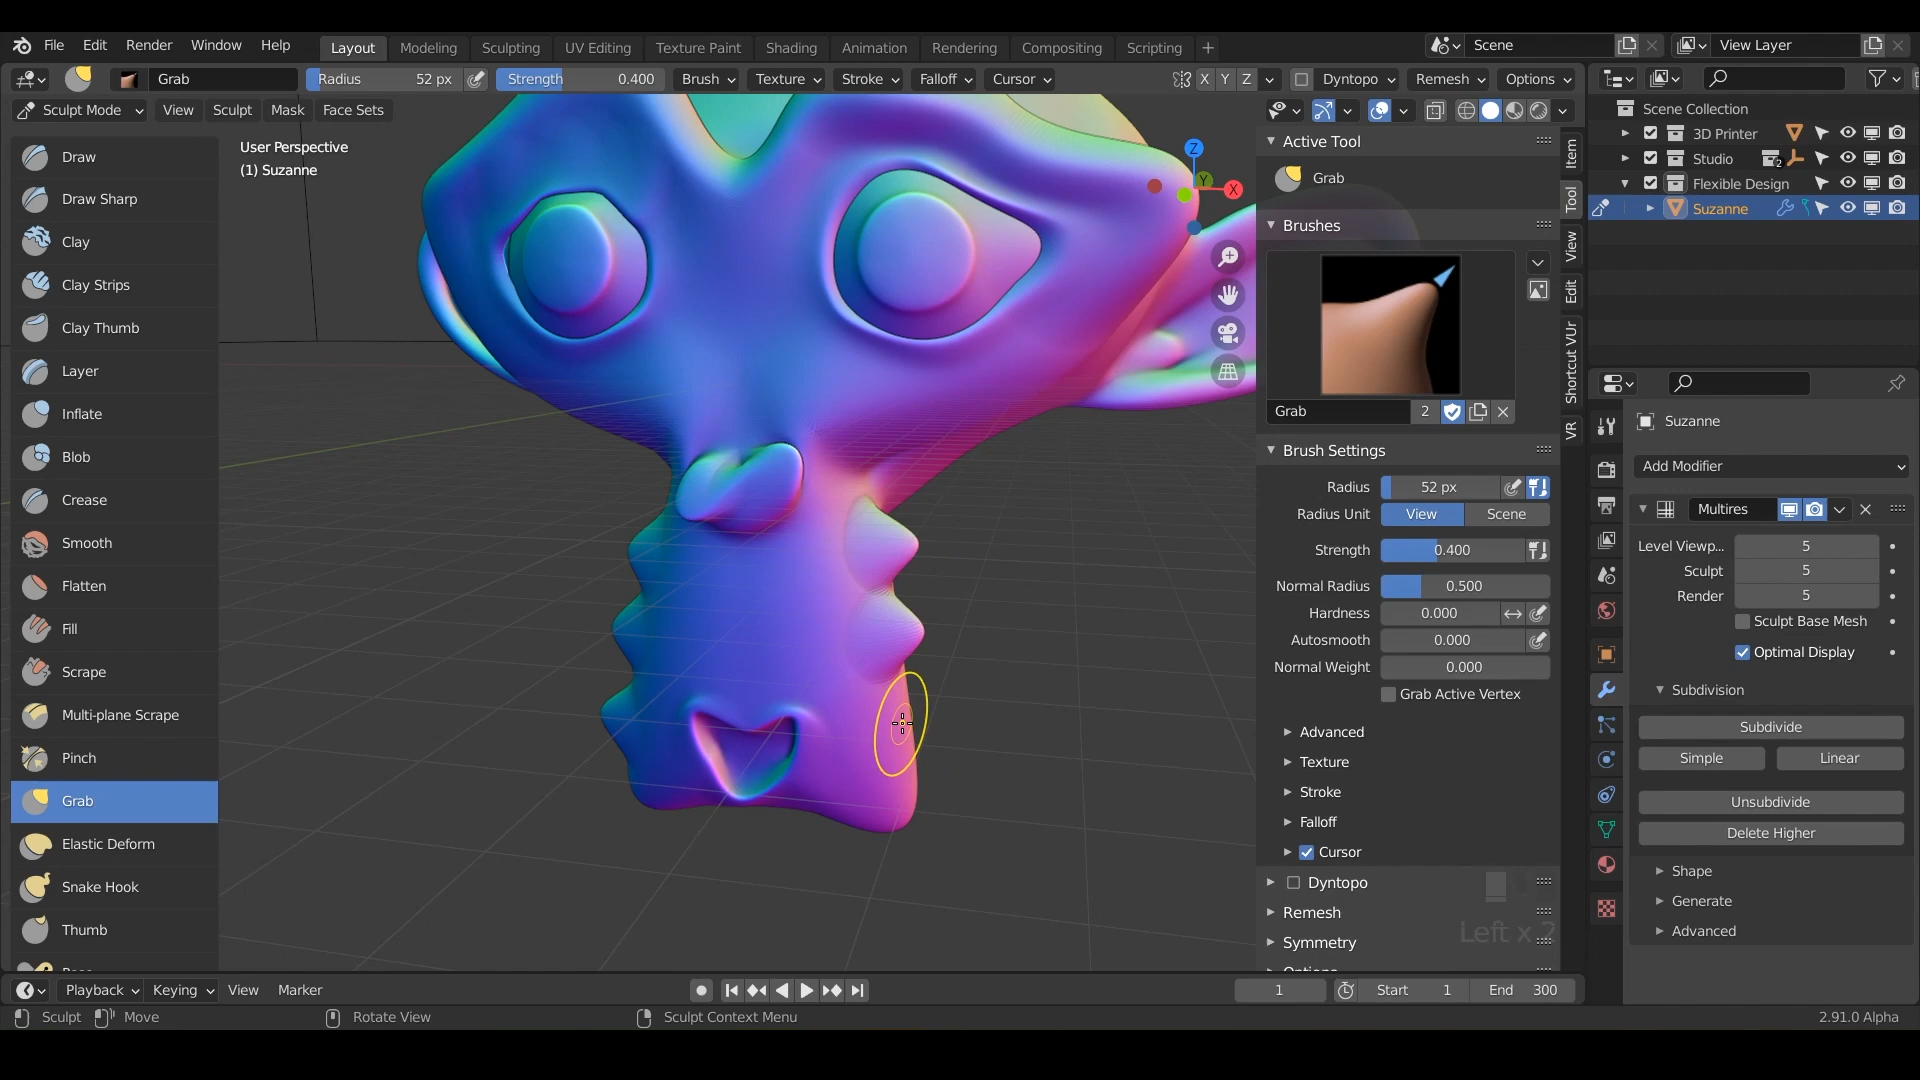 File Edit Render Window Help Layout Modeling Sculpting UV Editing Texture Paint Shading Animation Rendering Compositing Scripting + Scene View Layer
Grab Radius 52 px Strength 0.400 Brush Texture Stroke Falloff Cursor X Y Z Dyntopo Remesh Options
Sculpt Mode View Sculpt Mask Face Sets
User Perspective
(1) Suzanne
Draw
Draw Sharp
Clay
Clay Strips
Clay Thumb
Layer
Inflate
Blob
Crease
Smooth
Flatten
Fill
Scrape
Multi-plane Scrape
Pinch
Grab
Elastic Deform
Snake Hook
Thumb
Z
Y
X
Active Tool
Grab
Brushes
Grab 2
Brush Settings
Radius 52 px
Radius Unit View Scene
Strength 0.400
Normal Radius 0.500
Hardness 0.000
Autosmooth 0.000
Normal Weight 0.000
Grab Active Vertex
Advanced
Texture
Stroke
Falloff
Cursor
Dyntopo
Remesh
Symmetry
Left x 2
Item
Tool
View
Edit
Shortcut VUr
VR
Scene Collection
3D Printer
Studio 2
Flexible Design
Suzanne
Suzanne
Add Modifier
Multires
Level Viewp... 5
Sculpt 5
Render 5
Sculpt Base Mesh
Optimal Display
Subdivision
Subdivide
Simple Linear
Unsubdivide
Delete Higher
Shape
Generate
Advanced
Playback Keying View Marker 1 Start 1 End 300
Sculpt Move Rotate View Sculpt Context Menu 2.91.0 Alpha